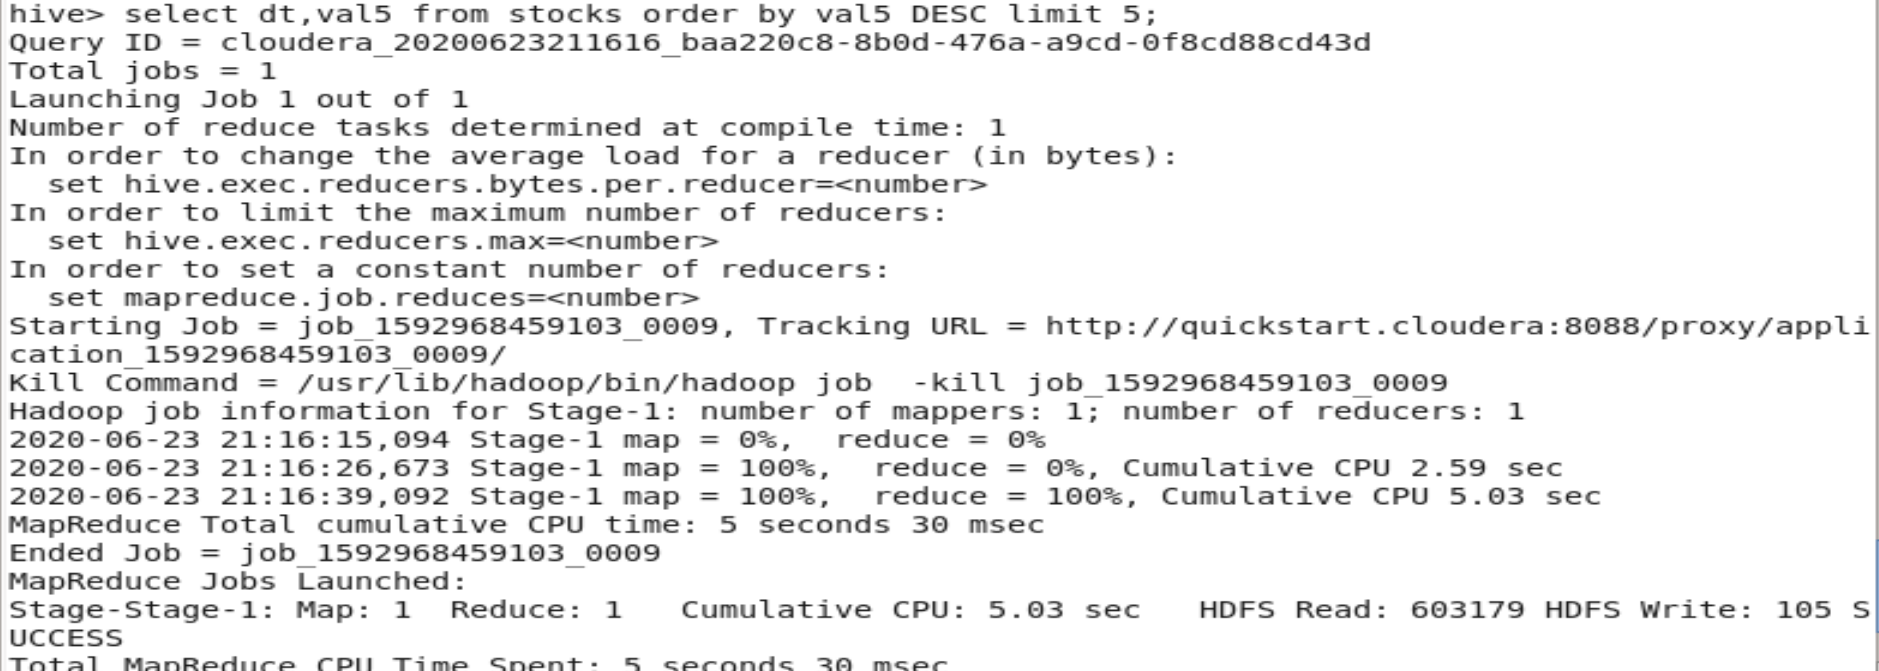 hive> select dt,val5 from stocks order by val5 DESC limit 5;
Query ID = cloudera_20200623211616_baa220c8-8b0d-476a-a9cd-0f8cd88cd43d
Total jobs = 1
Launching Job 1 out of 1
Number of reduce tasks determined at compile time: 1
In order to change the average load for a reducer (in bytes):
  set hive.exec.reducers.bytes.per.reducer=<number>
In order to limit the maximum number of reducers:
  set hive.exec.reducers.max=<number>
In order to set a constant number of reducers:
  set mapreduce.job.reduces=<number>
Starting Job = job_1592968459103_0009, Tracking URL = http://quickstart.cloudera:8088/proxy/appli
cation_1592968459103_0009/
Kill Command = /usr/lib/hadoop/bin/hadoop job  -kill job_1592968459103_0009
Hadoop job information for Stage-1: number of mappers: 1; number of reducers: 1
2020-06-23 21:16:15,094 Stage-1 map = 0%,  reduce = 0%
2020-06-23 21:16:26,673 Stage-1 map = 100%,  reduce = 0%, Cumulative CPU 2.59 sec
2020-06-23 21:16:39,092 Stage-1 map = 100%,  reduce = 100%, Cumulative CPU 5.03 sec
MapReduce Total cumulative CPU time: 5 seconds 30 msec
Ended Job = job_1592968459103_0009
MapReduce Jobs Launched:
Stage-Stage-1: Map: 1  Reduce: 1   Cumulative CPU: 5.03 sec   HDFS Read: 603179 HDFS Write: 105 S
UCCESS
Total MapReduce CPU Time Spent: 5 seconds 30 msec